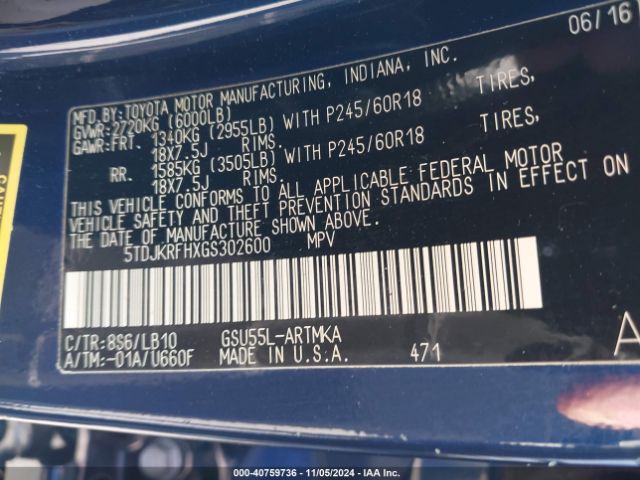 06/16
MFD.BY:TOYOTA MOTOR MANUFACTURING, INDIANA, INC.
GVWR:2720KG (6000LB)
GAWR:FRT. 1340KG (2955LB) WITH P245/60R18 TIRES,
18X7.5J RIMS.
RR. 1585KG (3505LB) WITH P245/60R18 TIRES,
18X7.5J RIMS.
THIS VEHICLE CONFORMS TO ALL APPLICABLE FEDERAL MOTOR
VEHICLE SAFETY AND THEFT PREVENTION STANDARDS IN EFFECT ON
THE DATE OF MANUFACTURE SHOWN ABOVE.
5TDJKRFHXGS302600 MPV
C/TR:8S6/LB10 GSU55L-ARTMKA
A/TM:-01A/U660F MADE IN U.S.A. 471
A
000-40759736 - 11/05/2024 - IAA Inc.